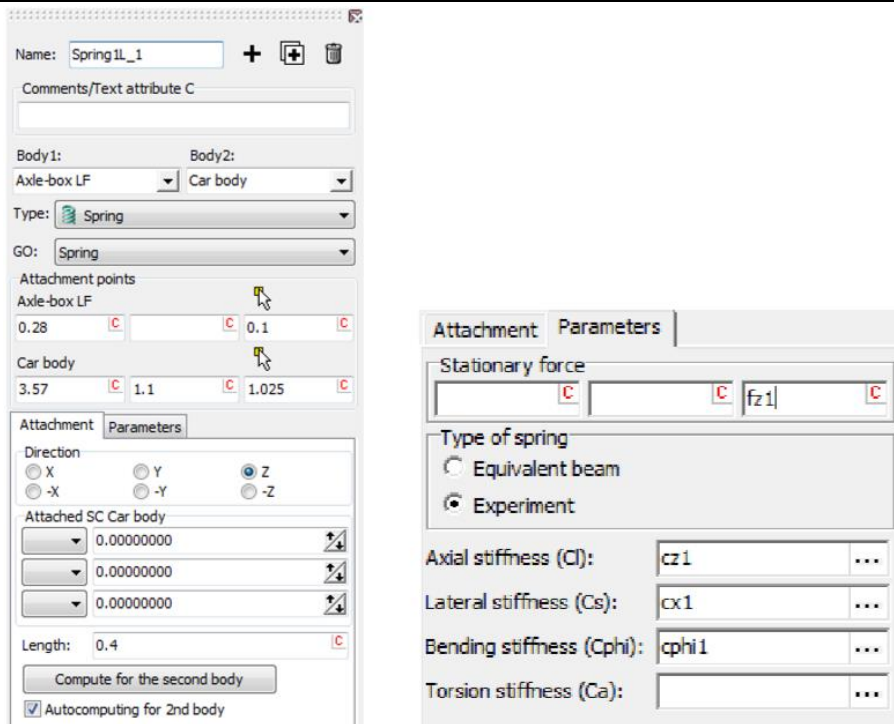 Name: Spring1L_1
Comments/Text attribute C
Body1: Body2:
Axle-box LF Car body
Type: Spring
GO: Spring
Attachment points
Axle-box LF
0.28 C C 0.1 C
Car body
3.57 C 1.1 C 1.025 C
Attachment Parameters
Direction
X Y Z
-X -Y -Z
Attached SC Car body
0.00000000
0.00000000
0.00000000
Length: 0.4 C
Compute for the second body
Autocomputing for 2nd body
Attachment Parameters
Stationary force
C C fz1 C
Type of spring
Equivalent beam
Experiment
Axial stiffness (Cl): cz1 ...
Lateral stiffness (Cs): cx1 ...
Bending stiffness (Cphi): cphi1 ...
Torsion stiffness (Ca): ...